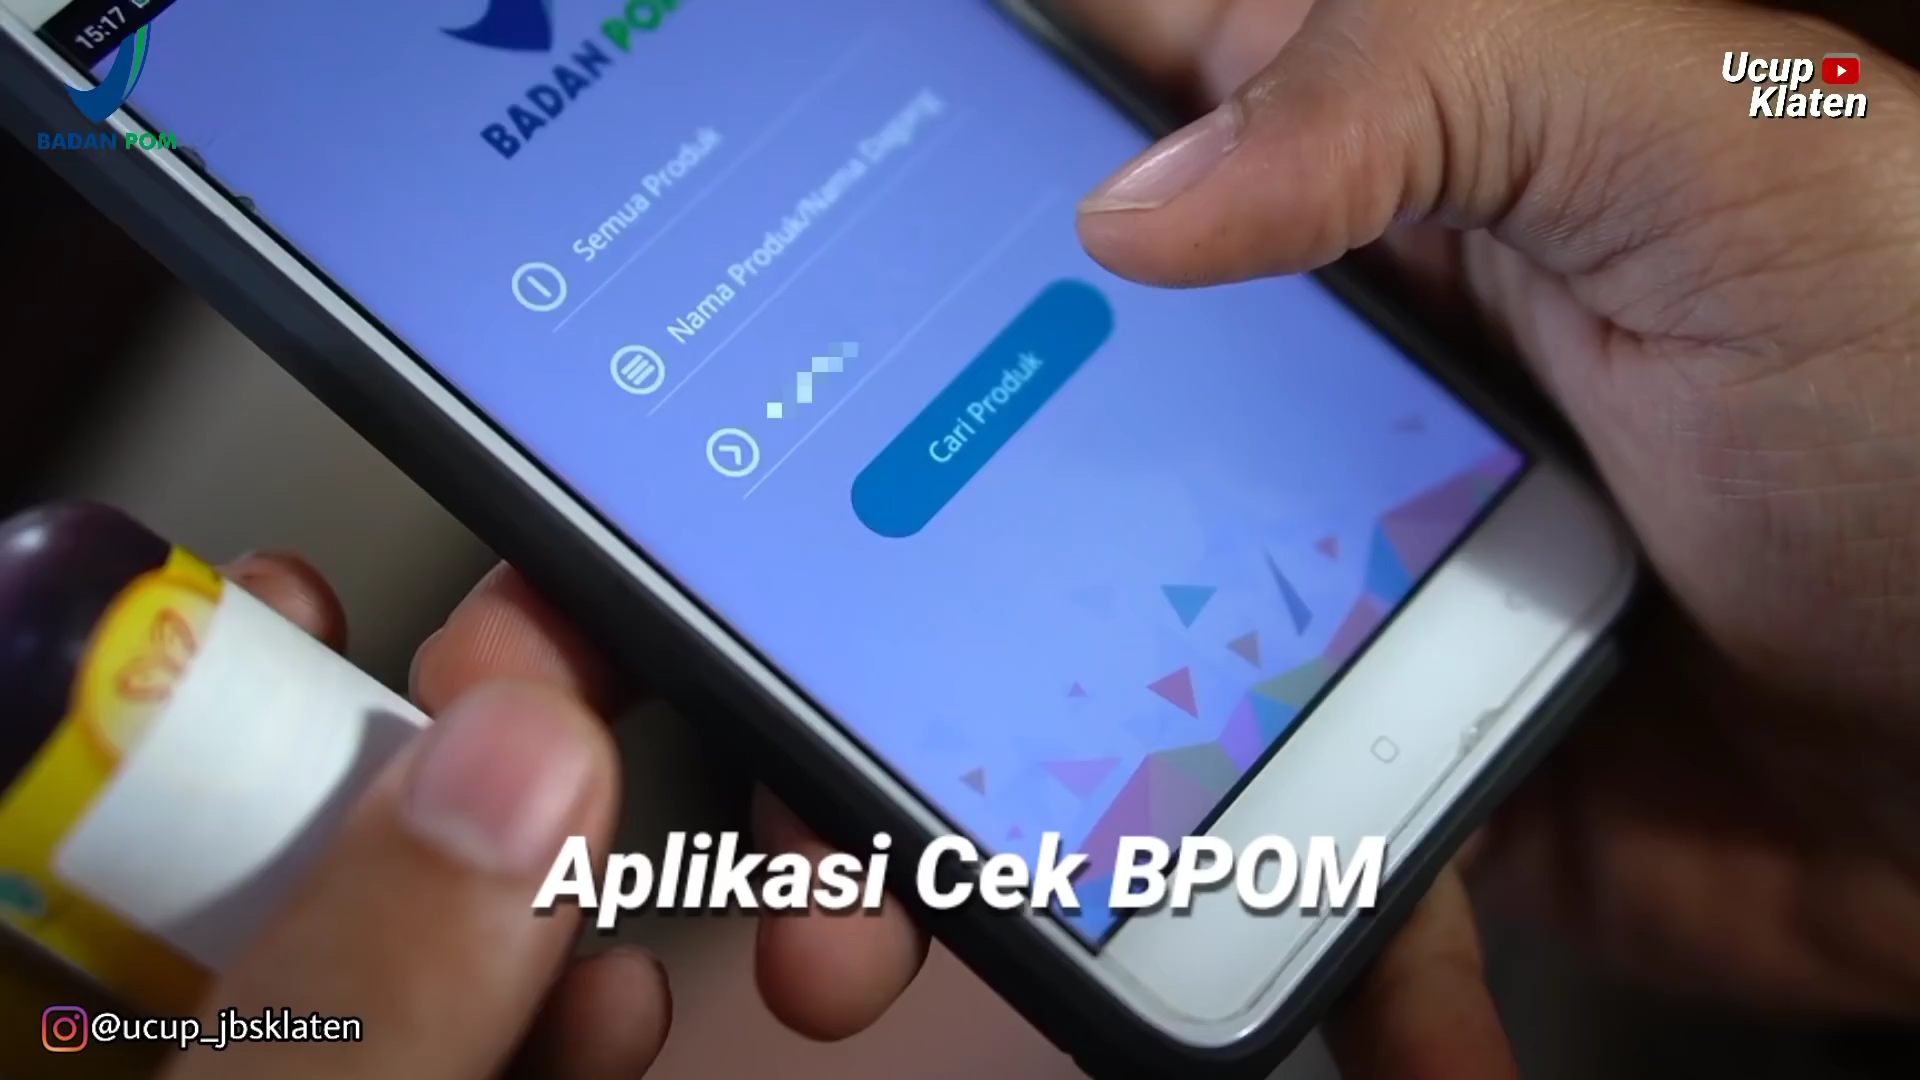 15:17
BADAN POM
BADAN POM
Ucup
Klaten
Semua Produk
Nama Produk/Nama Dagang
Cari Produk
Aplikasi Cek BPOM
@ucup_jbsklaten